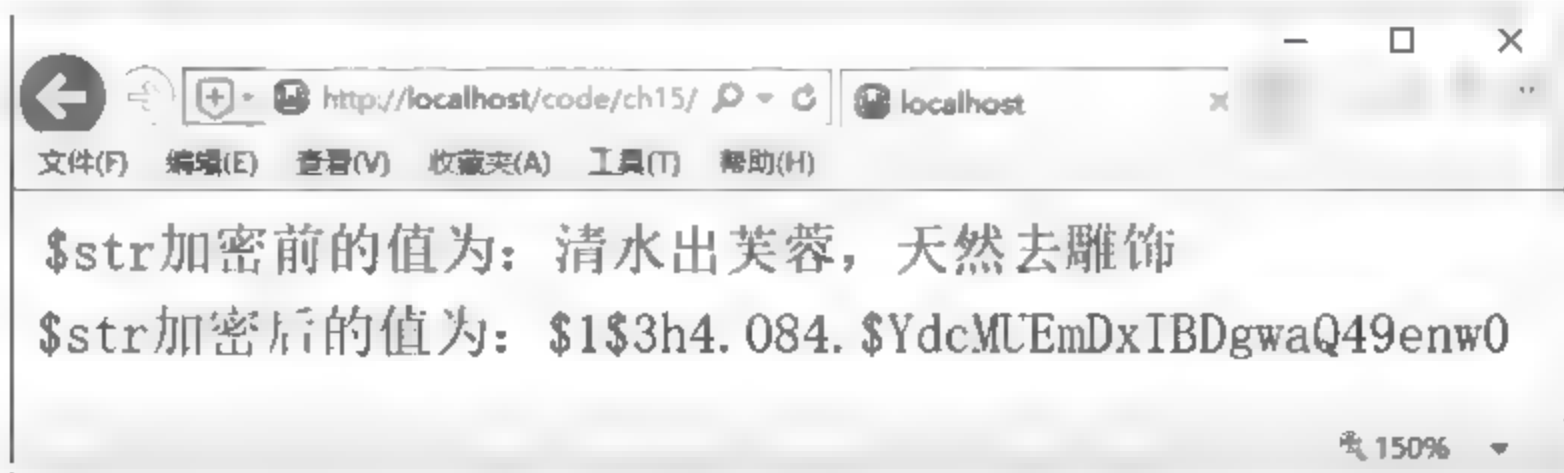 http://localhost/code/ch15/ localhost
文件(F) 编辑(E) 查看(V) 收藏夹(A) 工具(T) 帮助(H)
$str加密前的值为：清水出芙蓉，天然去雕饰
$str加密后的值为：$1$3h4.084.$YdcMUEmDxIBDgwaQ49enw0
150%